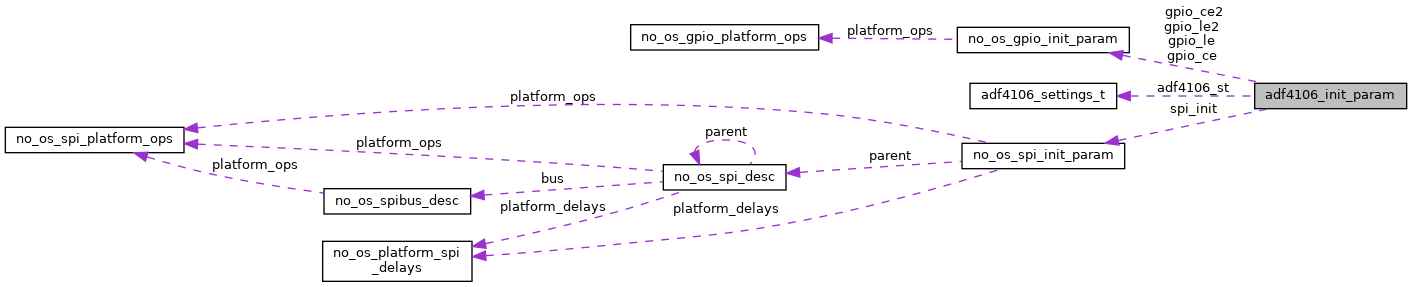 gpio_ce2
gpio_le2
gpio_le
gpio_ce
platform_ops
no_os_gpio_platform_ops
no_os_gpio_init_param
adf4106_st
adf4106_settings_t
adf4106_init_param
platform_ops
spi_init
no_os_spi_platform_ops
parent
platform_ops
no_os_spi_init_param
parent
platform_ops
bus
no_os_spi_desc
no_os_spibus_desc
platform_delays
platform_delays
no_os_platform_spi
_delays